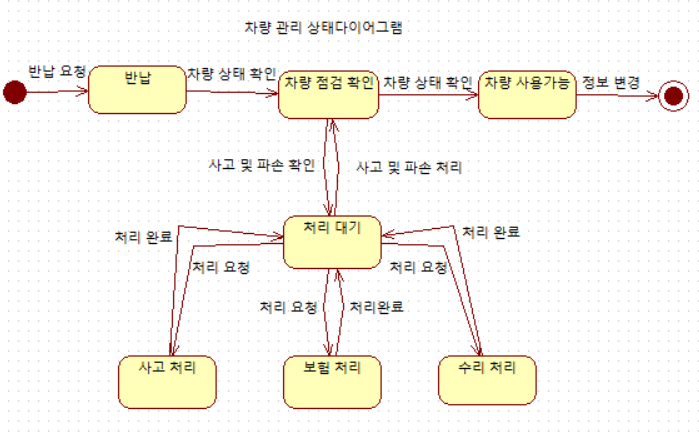 차량 관리 상태다이어그램
반납 요청
반납
차량 상태 확인
차량 점검 확인
차량 상태 확인
차량 사용가능
정보 변경
사고 및 파손 확인
사고 및 파손 처리
처리 대기
처리 완료
처리 요청
처리 요청
처리완료
처리 요청
처리 완료
사고 처리
보험 처리
수리 처리